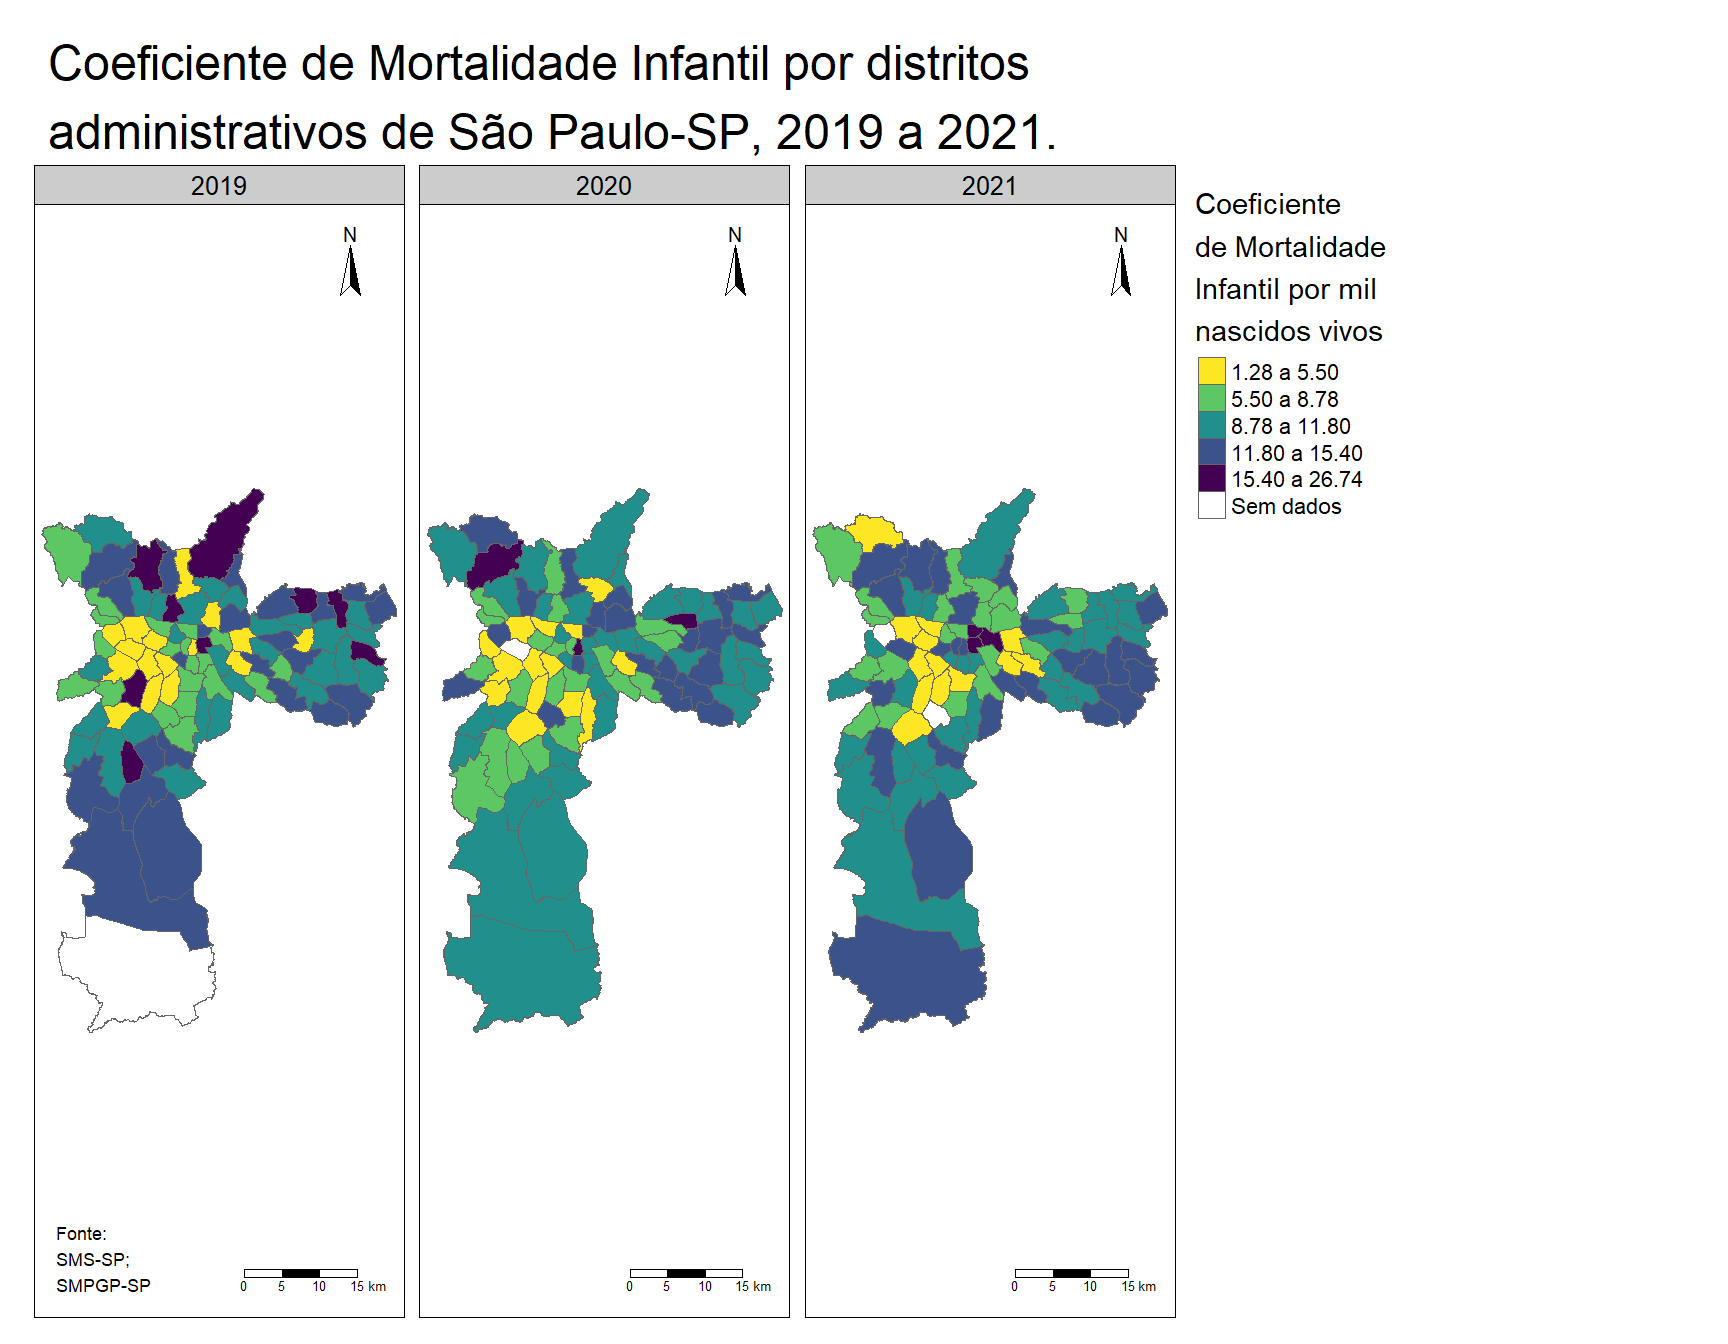 Coeficiente de Mortalidade Infantil por distritos
administrativos de São Paulo-SP, 2019 a 2021.
2019
2020
2021
N
N
N
Coeficiente
de Mortalidade
Infantil por mil
nascidos vivos
1.28 a 5.50
5.50 a 8.78
8.78 a 11.80
11.80 a 15.40
15.40 a 26.74
Sem dados
Fonte:
SMS-SP;
SMPGP-SP
0 5 10 15 km
0 5 10 15 km
0 5 10 15 km